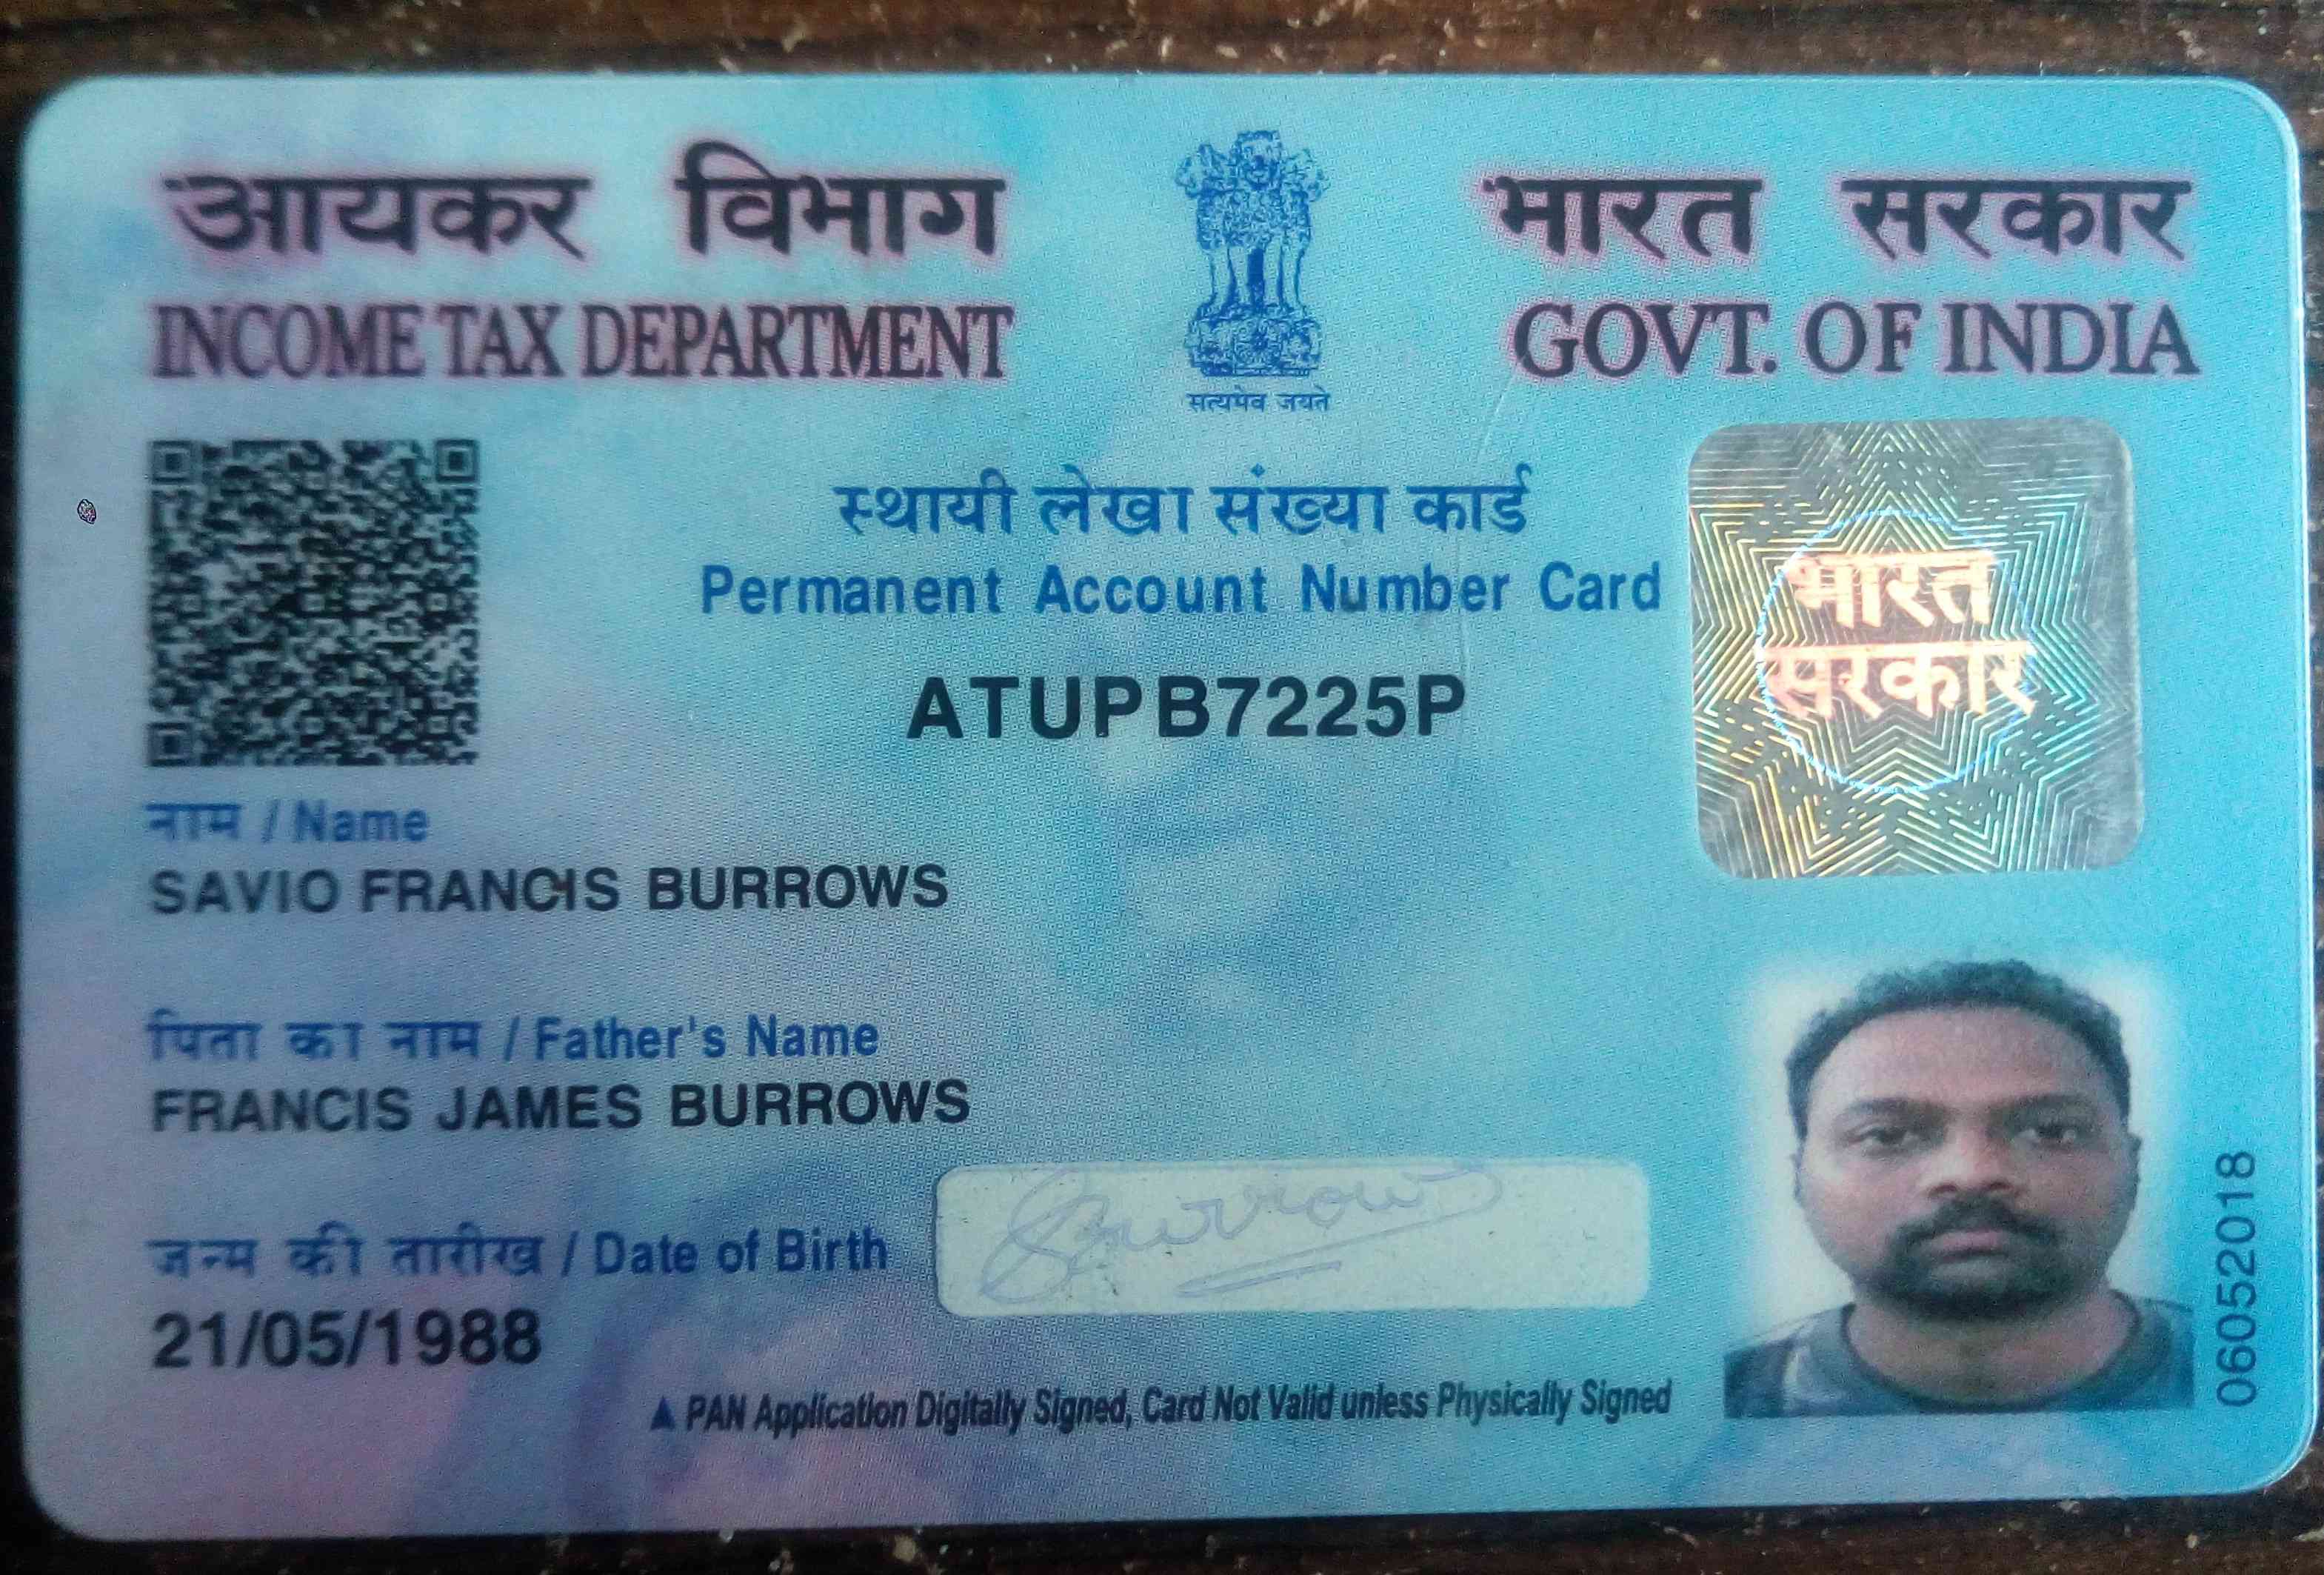 आयकर विभाग
INCOME TAX DEPARTMENT
सत्यमेव जयते
भारत सरकार
GOVT. OF INDIA
स्थायी लेखा संख्या कार्ड
Permanent Account Number Card
ATUPB7225P
भारत
सरकार
नाम / Name
SAVIO FRANCIS BURROWS
पिता का नाम / Father's Name
FRANCIS JAMES BURROWS
जन्म की तारीख / Date of Birth
21/05/1988
SBurrows
▲ PAN Application Digitally Signed, Card Not Valid unless Physically Signed
06052018